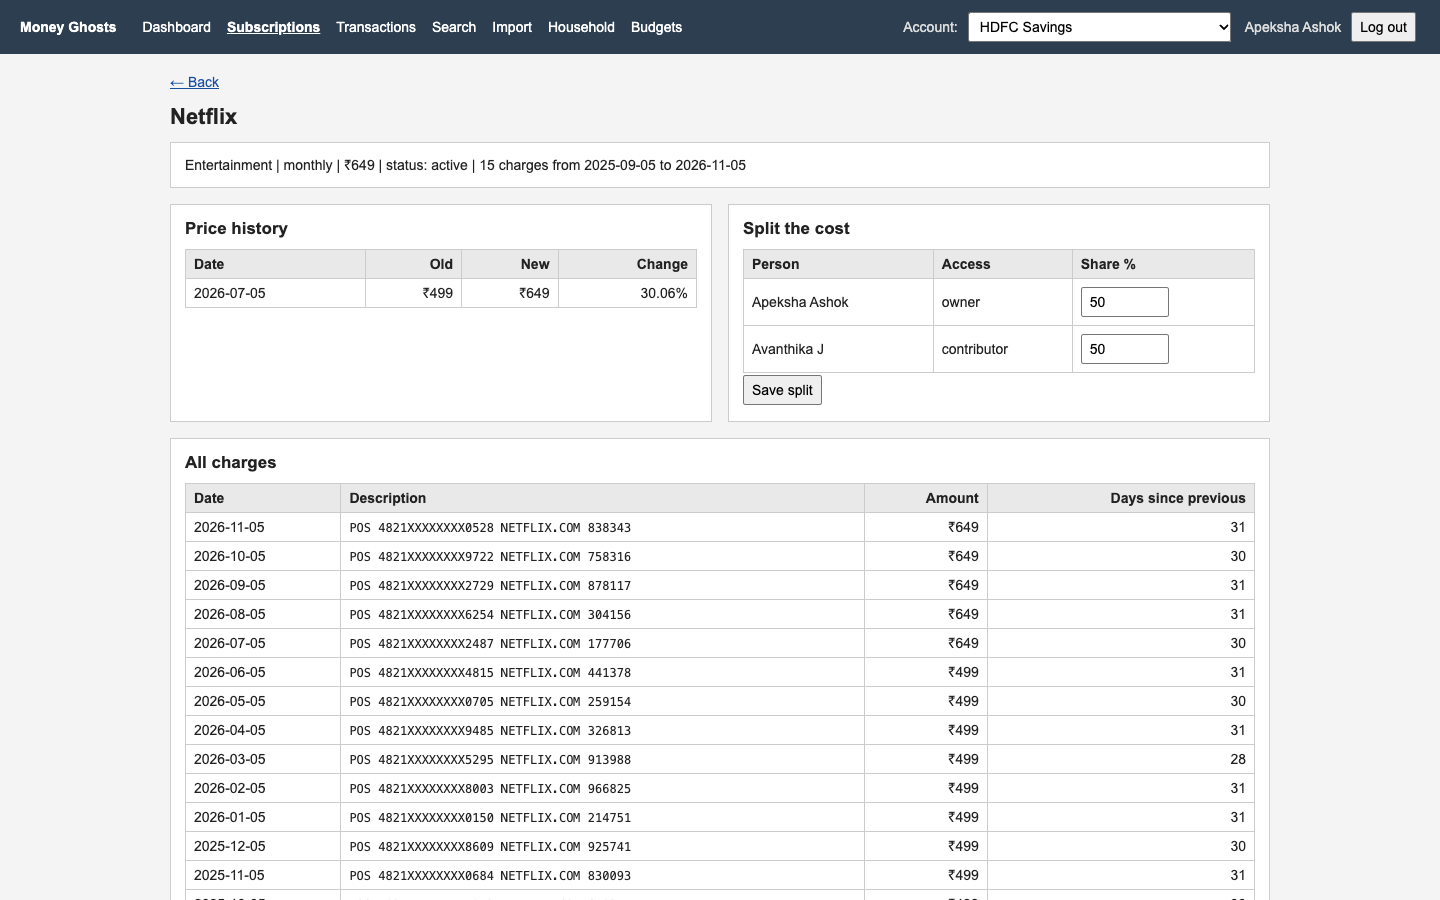 Money Ghosts Dashboard Subscriptions Transactions Search Import Household Budgets Account: HDFC Savings Apeksha Ashok Log out
← Back
Netflix
Entertainment | monthly | ₹649 | status: active | 15 charges from 2025-09-05 to 2026-11-05
Price history
Date Old New Change
2026-07-05 ₹499 ₹649 30.06%
Split the cost
Person Access Share %
Apeksha Ashok owner 50
Avanthika J contributor 50
Save split
All charges
Date Description Amount Days since previous
2026-11-05 POS 4821XXXXXXXX0528 NETFLIX.COM 838343 ₹649 31
2026-10-05 POS 4821XXXXXXXX9722 NETFLIX.COM 758316 ₹649 30
2026-09-05 POS 4821XXXXXXXX2729 NETFLIX.COM 878117 ₹649 31
2026-08-05 POS 4821XXXXXXXX6254 NETFLIX.COM 304156 ₹649 31
2026-07-05 POS 4821XXXXXXXX2487 NETFLIX.COM 177706 ₹649 30
2026-06-05 POS 4821XXXXXXXX4815 NETFLIX.COM 441378 ₹499 31
2026-05-05 POS 4821XXXXXXXX0705 NETFLIX.COM 259154 ₹499 30
2026-04-05 POS 4821XXXXXXXX9485 NETFLIX.COM 326813 ₹499 31
2026-03-05 POS 4821XXXXXXXX5295 NETFLIX.COM 913988 ₹499 28
2026-02-05 POS 4821XXXXXXXX8003 NETFLIX.COM 966825 ₹499 31
2026-01-05 POS 4821XXXXXXXX0150 NETFLIX.COM 214751 ₹499 31
2025-12-05 POS 4821XXXXXXXX8609 NETFLIX.COM 925741 ₹499 30
2025-11-05 POS 4821XXXXXXXX0684 NETFLIX.COM 830093 ₹499 31